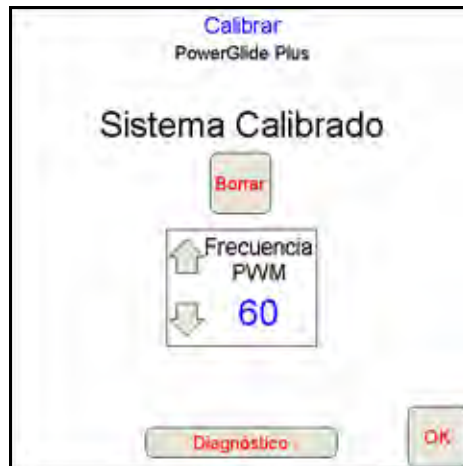 Calibrar
PowerGlide Plus
Sistema Calibrado
Borrar
Frecuencia
PWM
60
Diagnóstico
OK